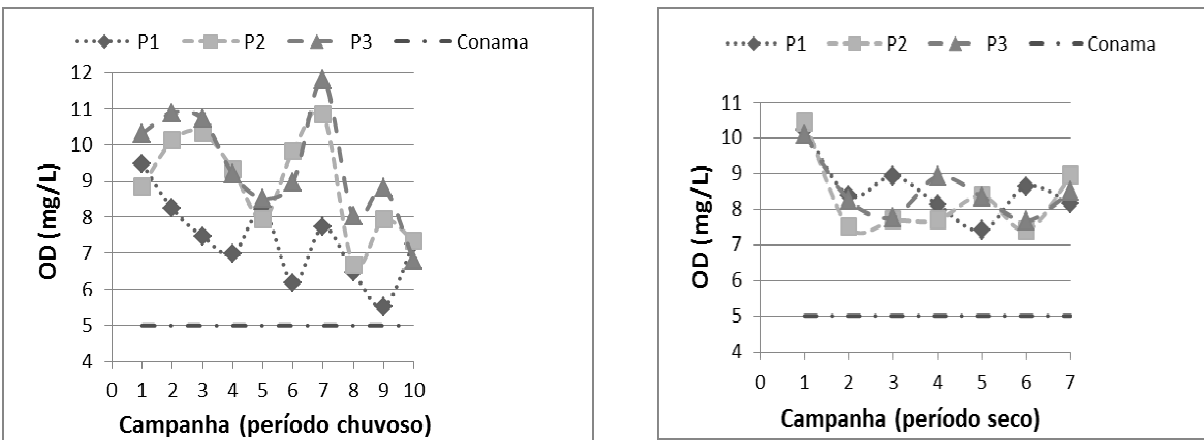 P1 P2 P3 Conama
12
11
10
9
8
7
6
5
4
OD (mg/L)
0 1 2 3 4 5 6 7 8 9 10
Campanha (período chuvoso)
P1 P2 P3 Conama
11
10
9
8
7
6
5
4
OD (mg/L)
0 1 2 3 4 5 6 7
Campanha (período seco)